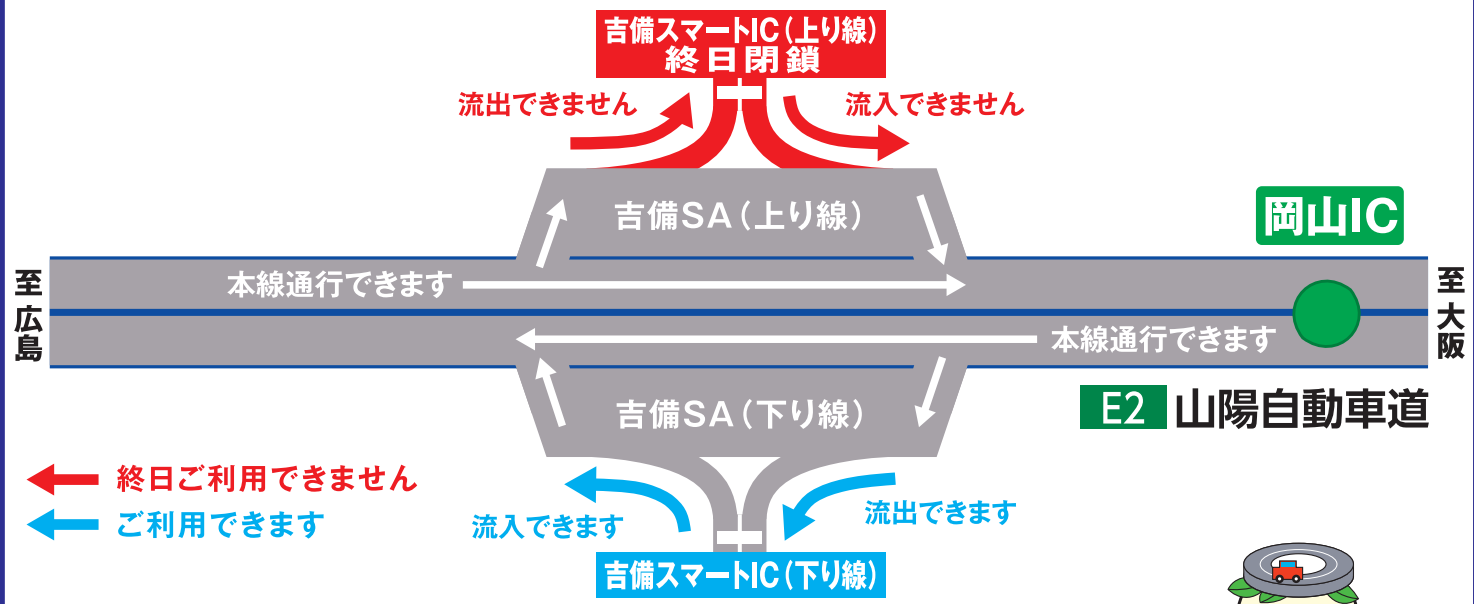 吉備スマートIC（上り線）
終日閉鎖
流出できません
流入できません
吉備SA（上り線）
岡山IC
至広島
本線通行できます
至大阪
本線通行できます
E2 山陽自動車道
吉備SA（下り線）
終日ご利用できません
ご利用できます
流入できます
流出できます
吉備スマートIC（下り線）